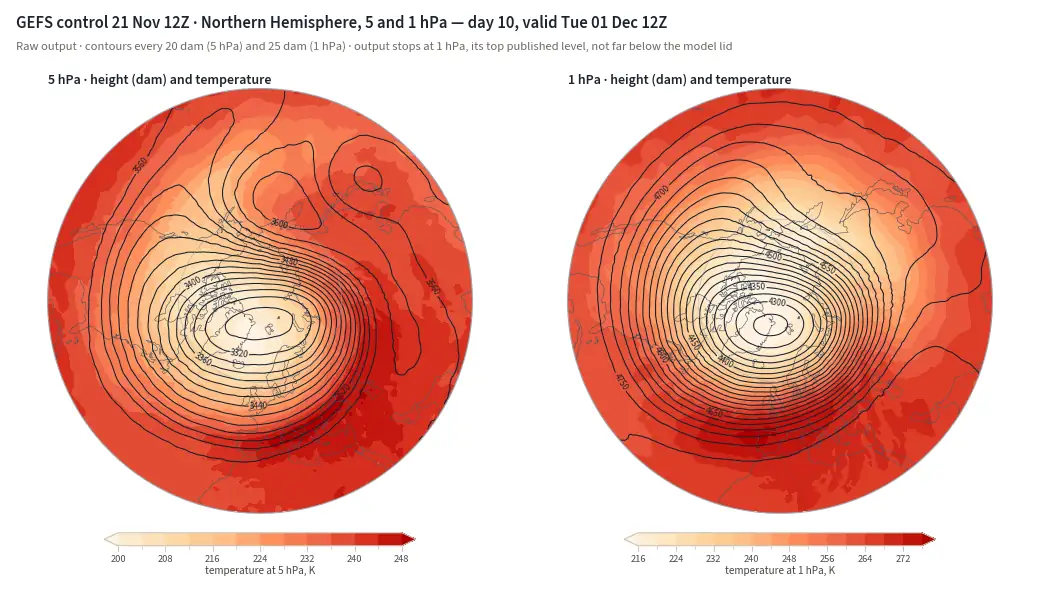 GEFS control 21 Nov 12Z · Northern Hemisphere, 5 and 1 hPa — day 10, valid Tue 01 Dec 12Z
Raw output · contours every 20 dam (5 hPa) and 25 dam (1 hPa) · output stops at 1 hPa, its top published level, not far below the model lid
5 hPa · height (dam) and temperature
3560
3600
3480
3400
3560
3320
3360
3440
200 208 216 224 232 240 248
temperature at 5 hPa, K
1 hPa · height (dam) and temperature
4700
4500
4550
4350
4300
4450
4400
4750
4650
216 224 232 240 248 256 264 272
temperature at 1 hPa, K